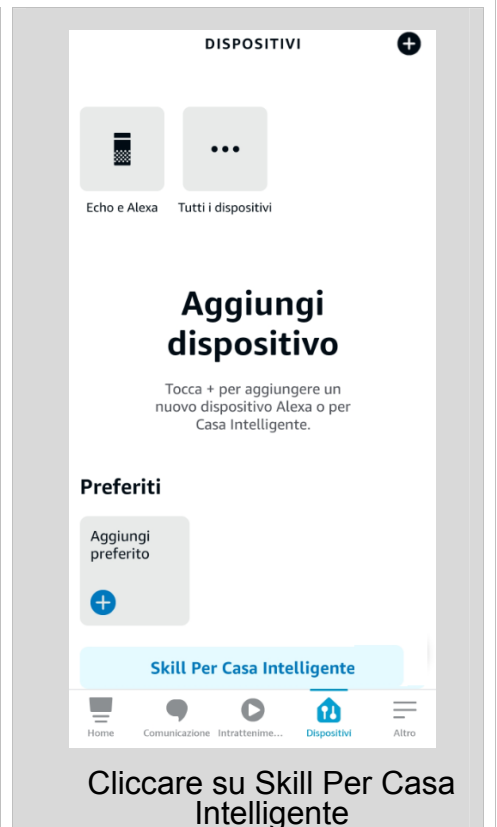 DISPOSITIVI
Echo e Alexa
Tutti i dispositivi
Aggiungi
dispositivo
Tocca + per aggiungere un
nuovo dispositivo Alexa o per
Casa Intelligente.
Preferiti
Aggiungi
preferito
Skill Per Casa Intelligente
Home
Comunicazione
Intrattenime...
Dispositivi
Altro
Cliccare su Skill Per Casa
Intelligente